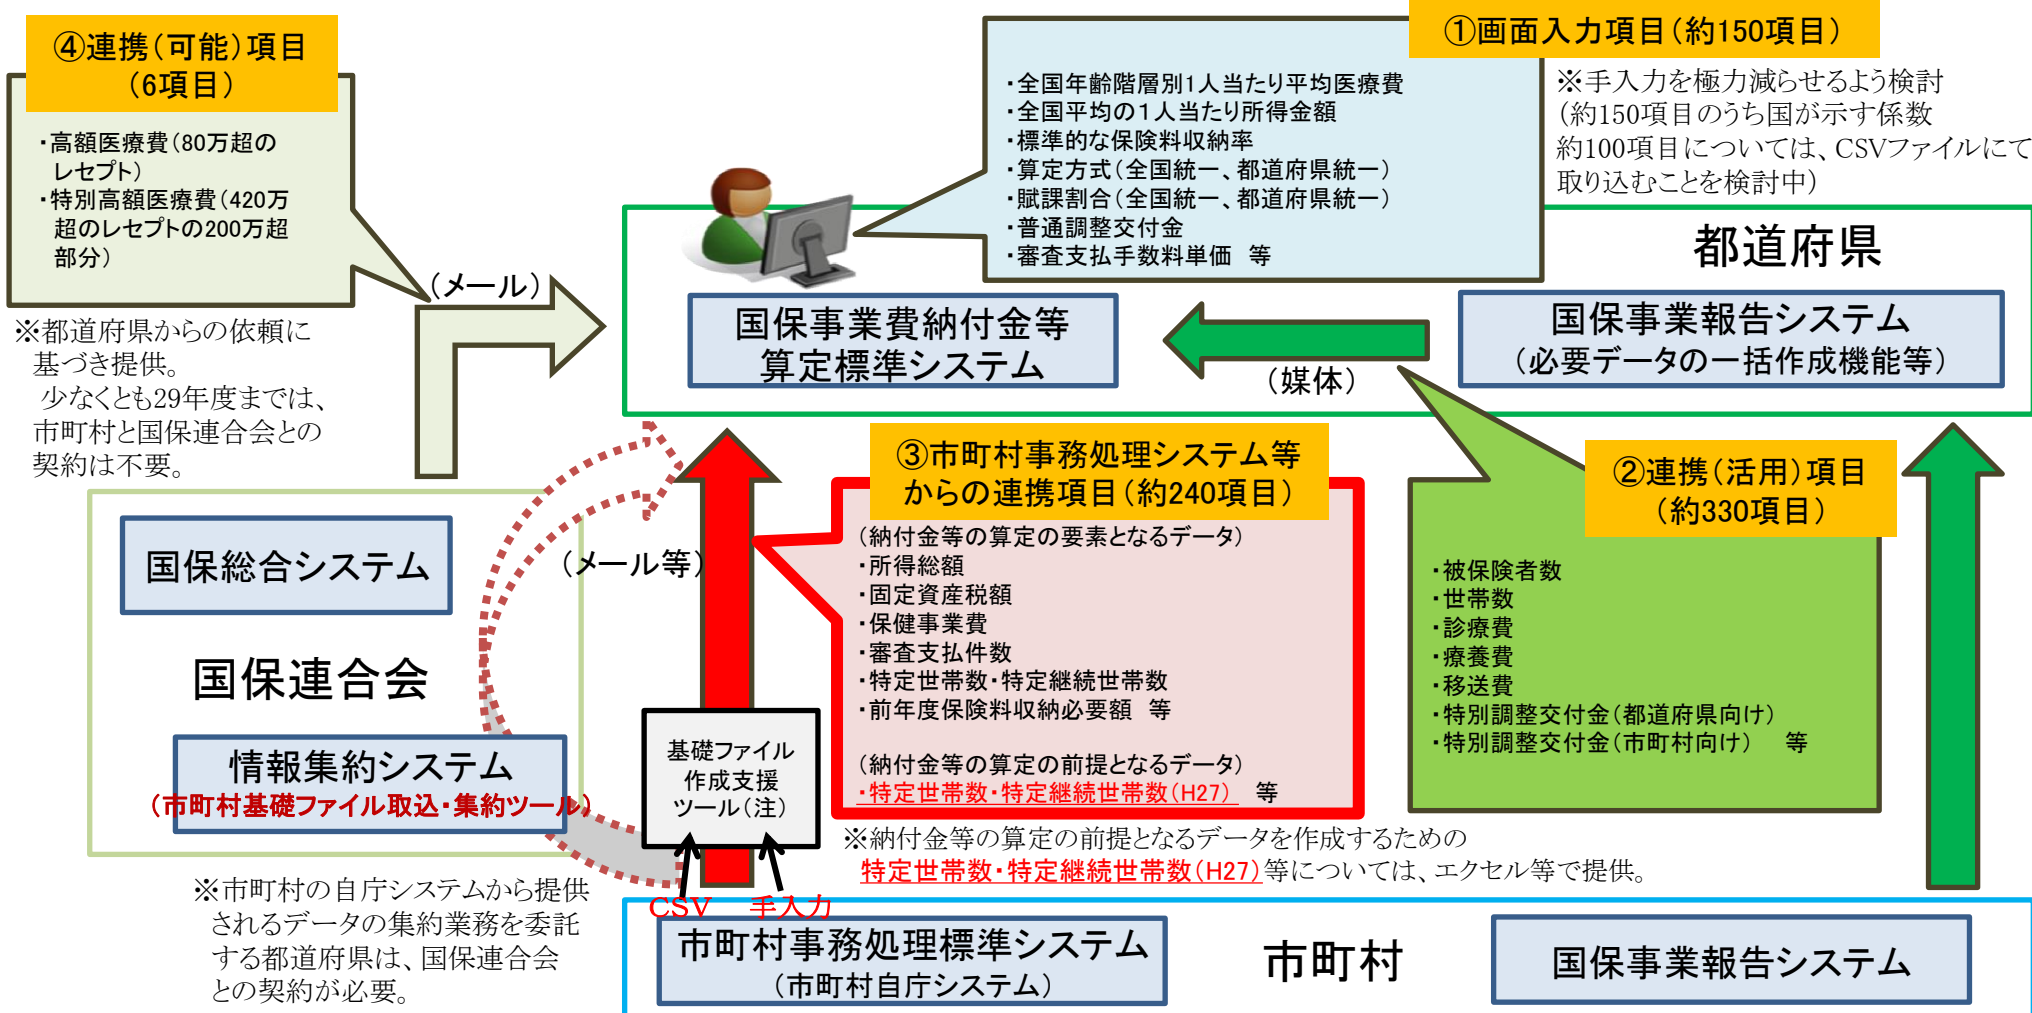 ④連携(可能)項目
(6項目)
・高額医療費(80万超の
レセプト)
・特別高額医療費(420万
超のレセプトの200万超
部分)
(メール)
※都道府県からの依頼に
基づき提供。
少なくとも29年度までは、
市町村と国保連合会との
契約は不要。
①画面入力項目(約150項目)
・全国年齢階層別1人当たり平均医療費
・全国平均の1人当たり所得金額
・標準的な保険料収納率
・算定方式(全国統一、都道府県統一)
・賦課割合(全国統一、都道府県統一)
・普通調整交付金
・審査支払手数料単価 等
※手入力を極力減らせるよう検討
(約150項目のうち国が示す係数
約100項目については、CSVファイルにて
取り込むことを検討中)
都道府県
国保事業費納付金等
算定標準システム
(媒体)
国保事業報告システム
(必要データの一括作成機能等)
②連携(活用)項目
(約330項目)
・被保険者数
・世帯数
・診療費
・療養費
・移送費
・特別調整交付金(都道府県向け)
・特別調整交付金(市町村向け) 等
③市町村事務処理システム等
からの連携項目(約240項目)
(納付金等の算定の要素となるデータ)
・所得総額
・固定資産税額
・保健事業費
・審査支払件数
・特定世帯数・特定継続世帯数
・前年度保険料収納必要額 等
(納付金等の算定の前提となるデータ)
・特定世帯数・特定継続世帯数(H27) 等
※納付金等の算定の前提となるデータを作成するための
特定世帯数・特定継続世帯数(H27)等については、エクセル等で提供。
国保総合システム
(メール等)
国保連合会
情報集約システム
(市町村基礎ファイル取込・集約ツール)
基礎ファイル
作成支援
ツール(注)
CSV 手入力
※市町村の自庁システムから提供
されるデータの集約業務を委託
する都道府県は、国保連合会
との契約が必要。
市町村事務処理標準システム
(市町村自庁システム)
市町村
国保事業報告システム